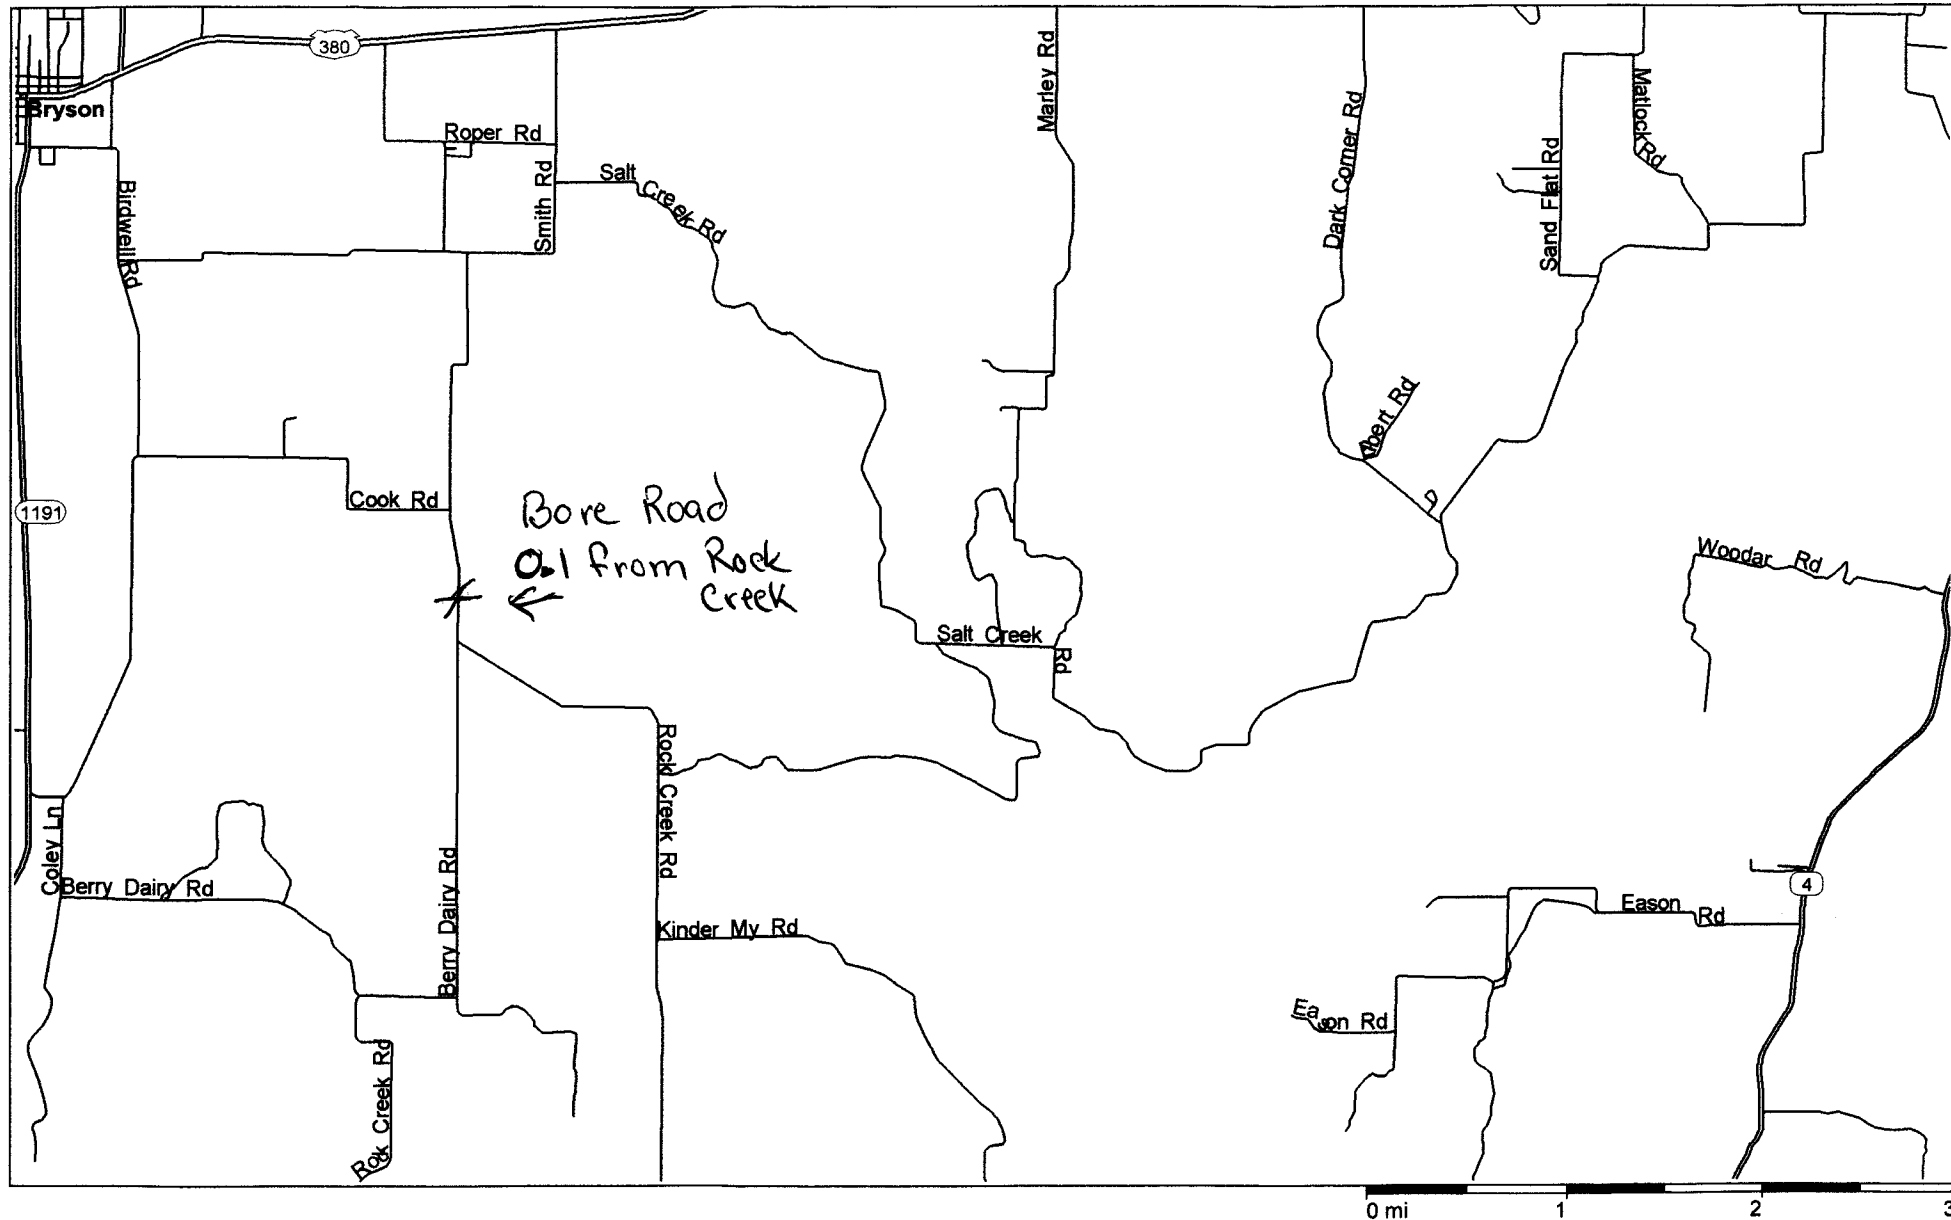 380
Bryson
Roper Rd
Marley Rd
Dark Corner Rd
Matlock Rd
Sand Flat Rd
Birdwell Rd
Smith Rd
Salt Creek Rd
1191
Cook Rd
Bore Road
0.1 from Rock
Creek
Salt Creek Rd
Woodar Rd
Rock Creek Rd
Coley Ln
Berry Dairy Rd
Berry Dairy Rd
4
Kinder My Rd
Eason Rd
Eason Rd
Rock Creek Rd
0 mi 1 2 3